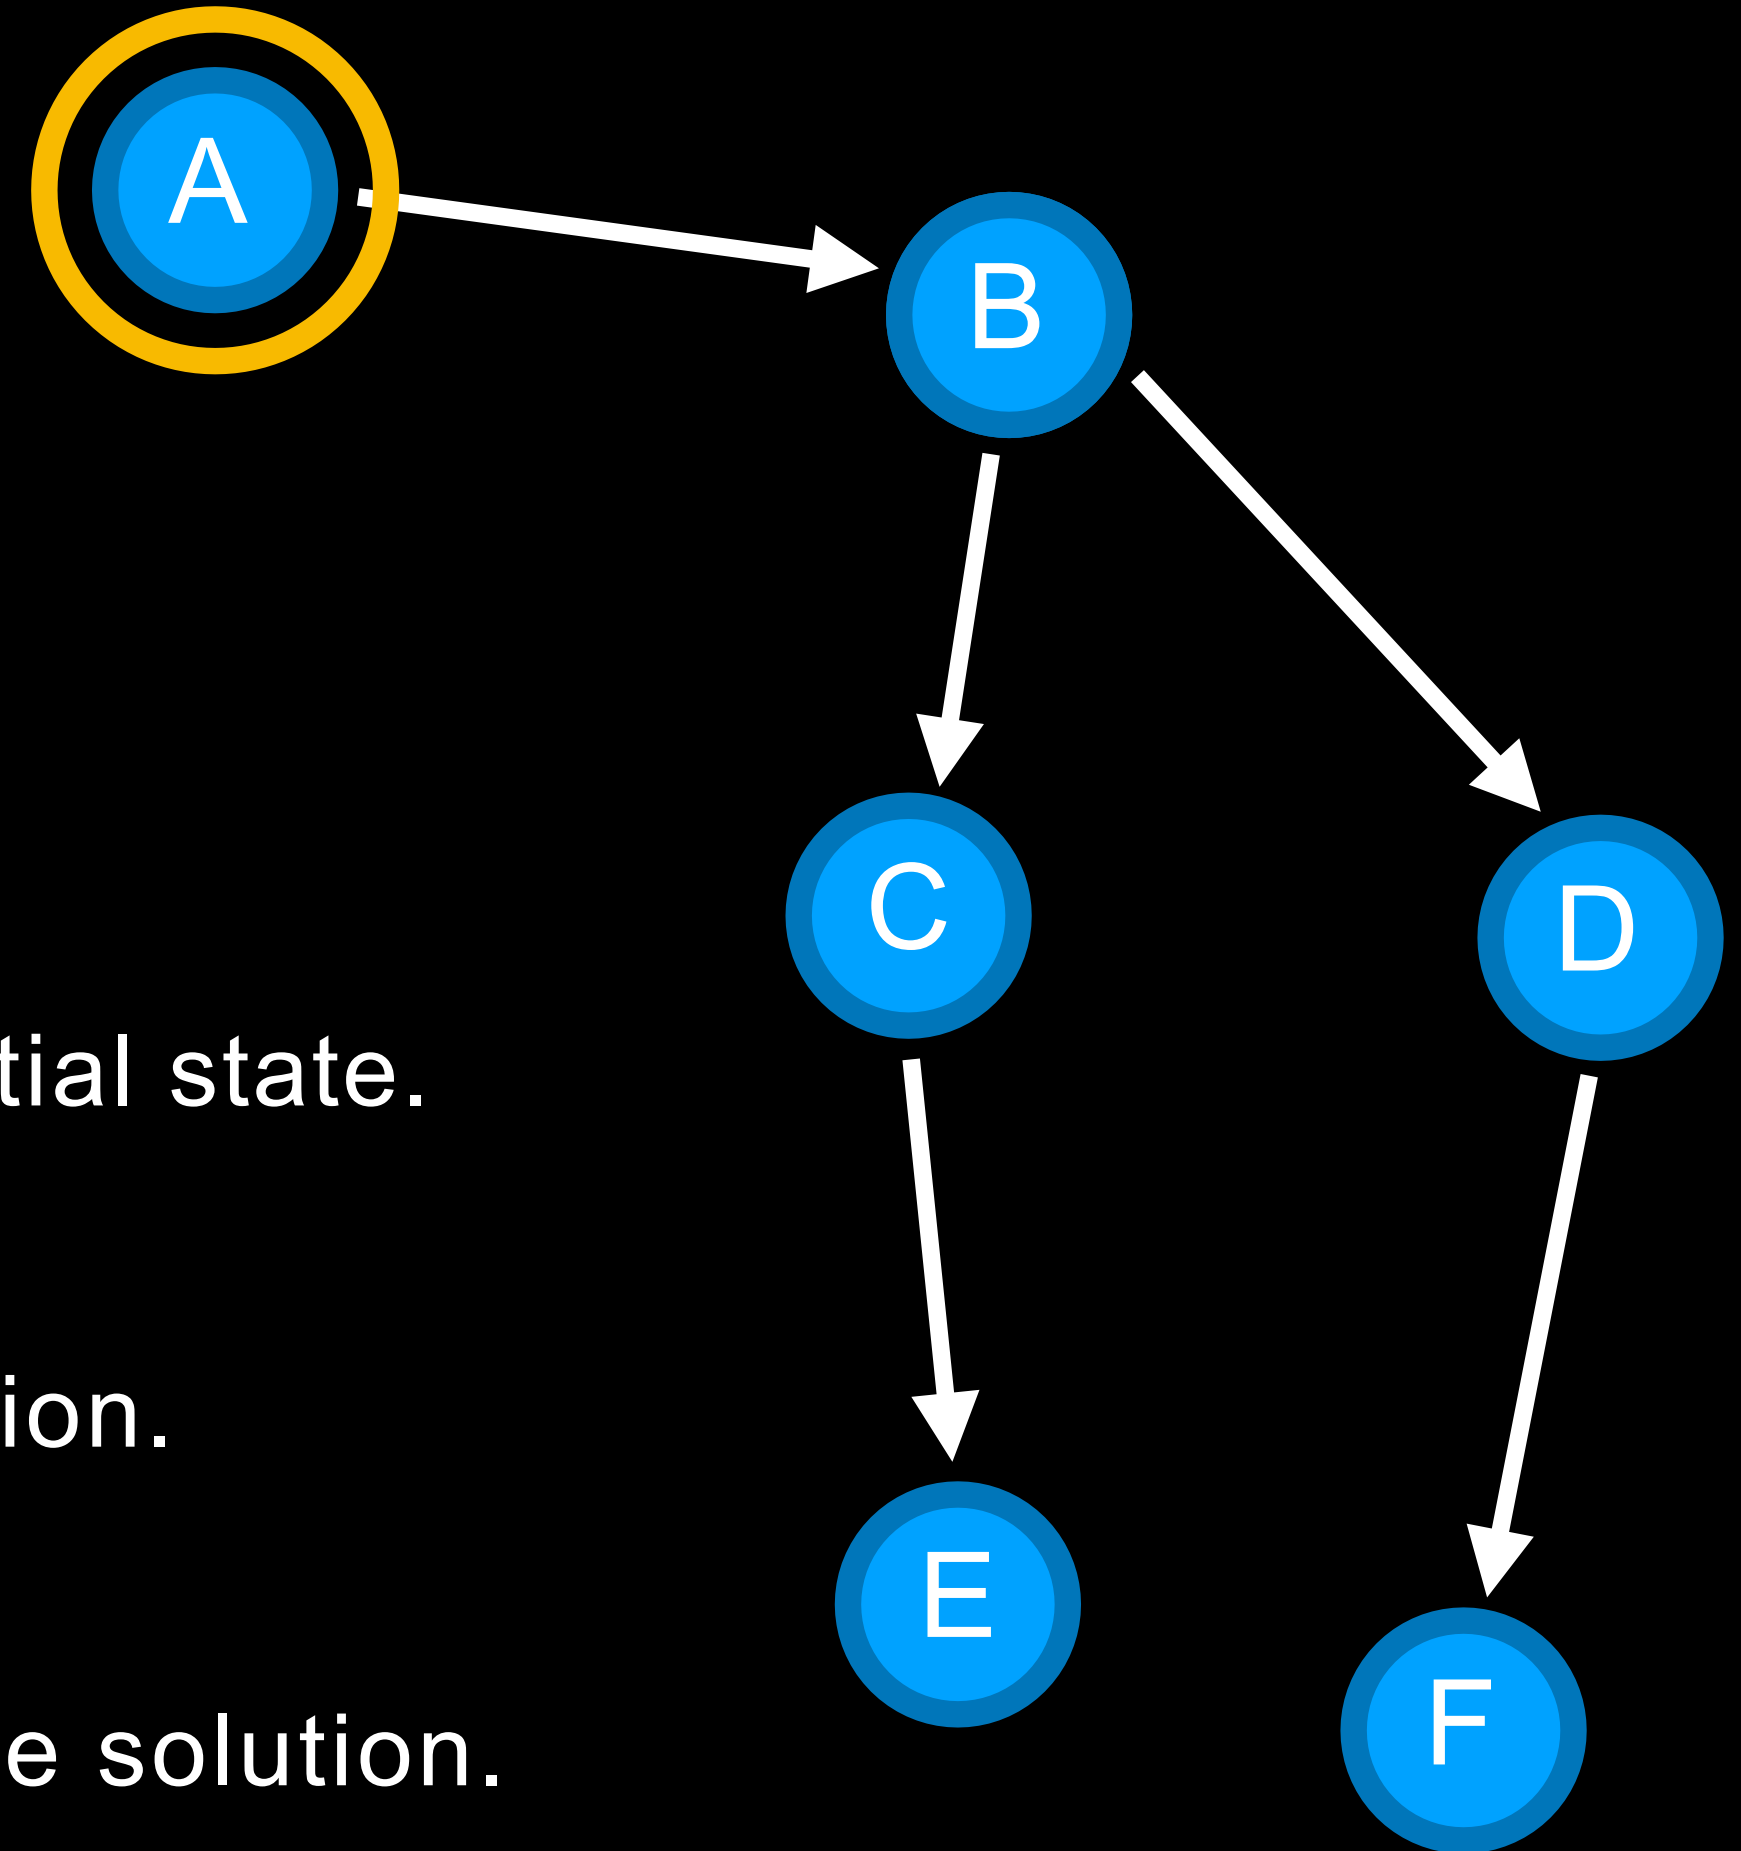 A
B
C
D
tial state.
ion.
E
F
e solution.